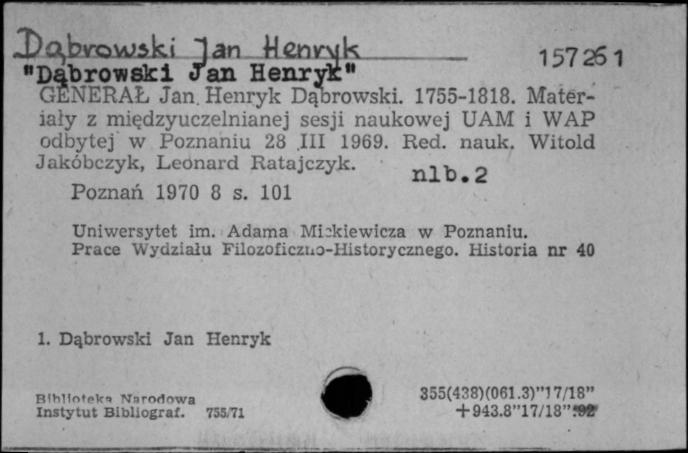 Dąbrowski Jan Henryk
157261
"Dąbrowski Jan Henryk"
GENERAŁ Jan Henryk Dąbrowski. 1755-1818. Mater-
iały z międzyuczelnianej sesji naukowej UAM i WAP
odbytej w Poznaniu 28 III 1969. Red. nauk. Witold
Jakóbczyk, Leonard Ratajczyk.
nlb. 2
Poznań 1970 8 s. 101
Uniwersytet im. Adama Mickiewicza w Poznaniu.
Prace Wydziału Filozoficzno-Historycznego. Historia nr 40
1. Dąbrowski Jan Henryk
Biblioteka Narodowa
Instytut Bibliograf. 755/71
355(438)(061.3)"17/18"
+943.8"17/18"